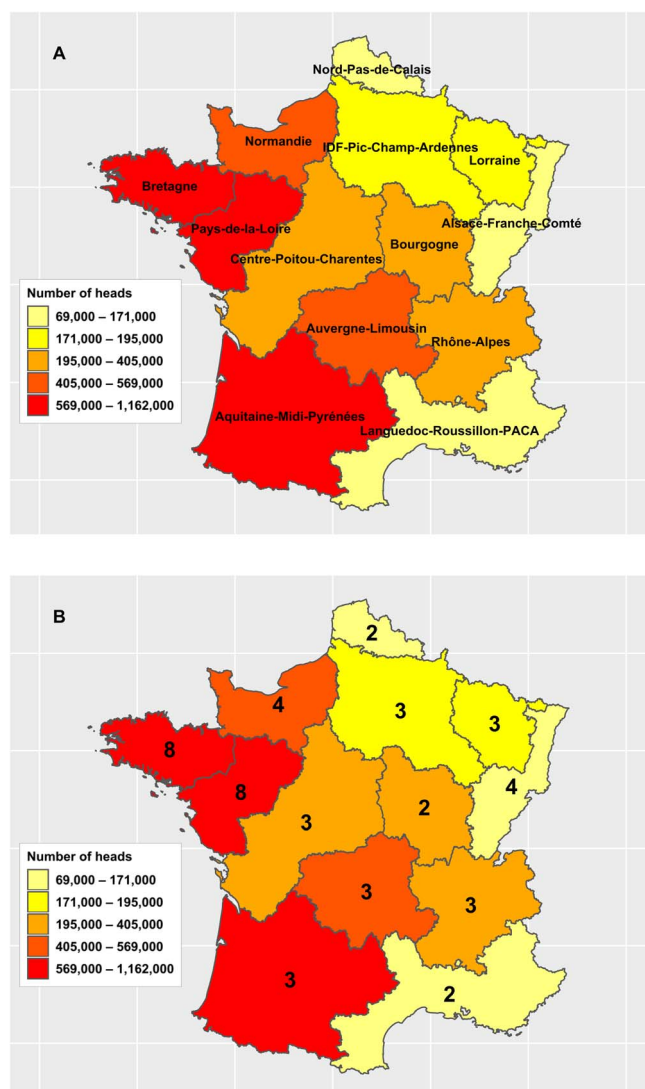 A
Nord-Pas-de-Calais
Normandie
IDF-Pic-Champ-Ardennes
Lorraine
Bretagne
Pays-de-la-Loire
Alsace-Franche-Comté
Bourgogne
Centre-Poitou-Charentes
Number of heads
69,000 – 171,000
171,000 – 195,000
195,000 – 405,000
405,000 – 569,000
569,000 – 1,162,000
Auvergne-Limousin
Rhône-Alpes
Aquitaine-Midi-Pyrénées
Languedoc-Roussillon-PACA
B
2
4
3
3
8
8
4
3
2
Number of heads
69,000 – 171,000
171,000 – 195,000
195,000 – 405,000
405,000 – 569,000
569,000 – 1,162,000
3
3
3
2